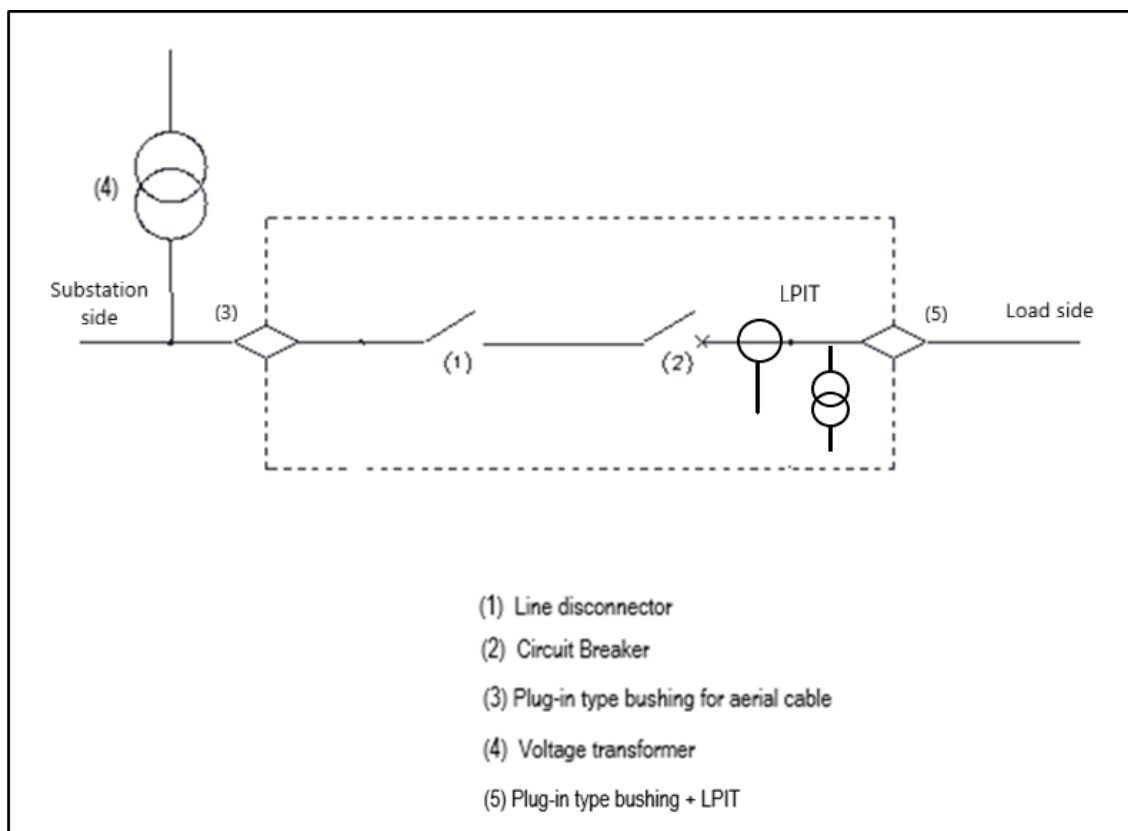 (4)
Substation
side
(3)
LPIT
(5)
Load side
(1)
(2)
(1) Line disconnector
(2) Circuit Breaker
(3) Plug-in type bushing for aerial cable
(4) Voltage transformer
(5) Plug-in type bushing + LPIT